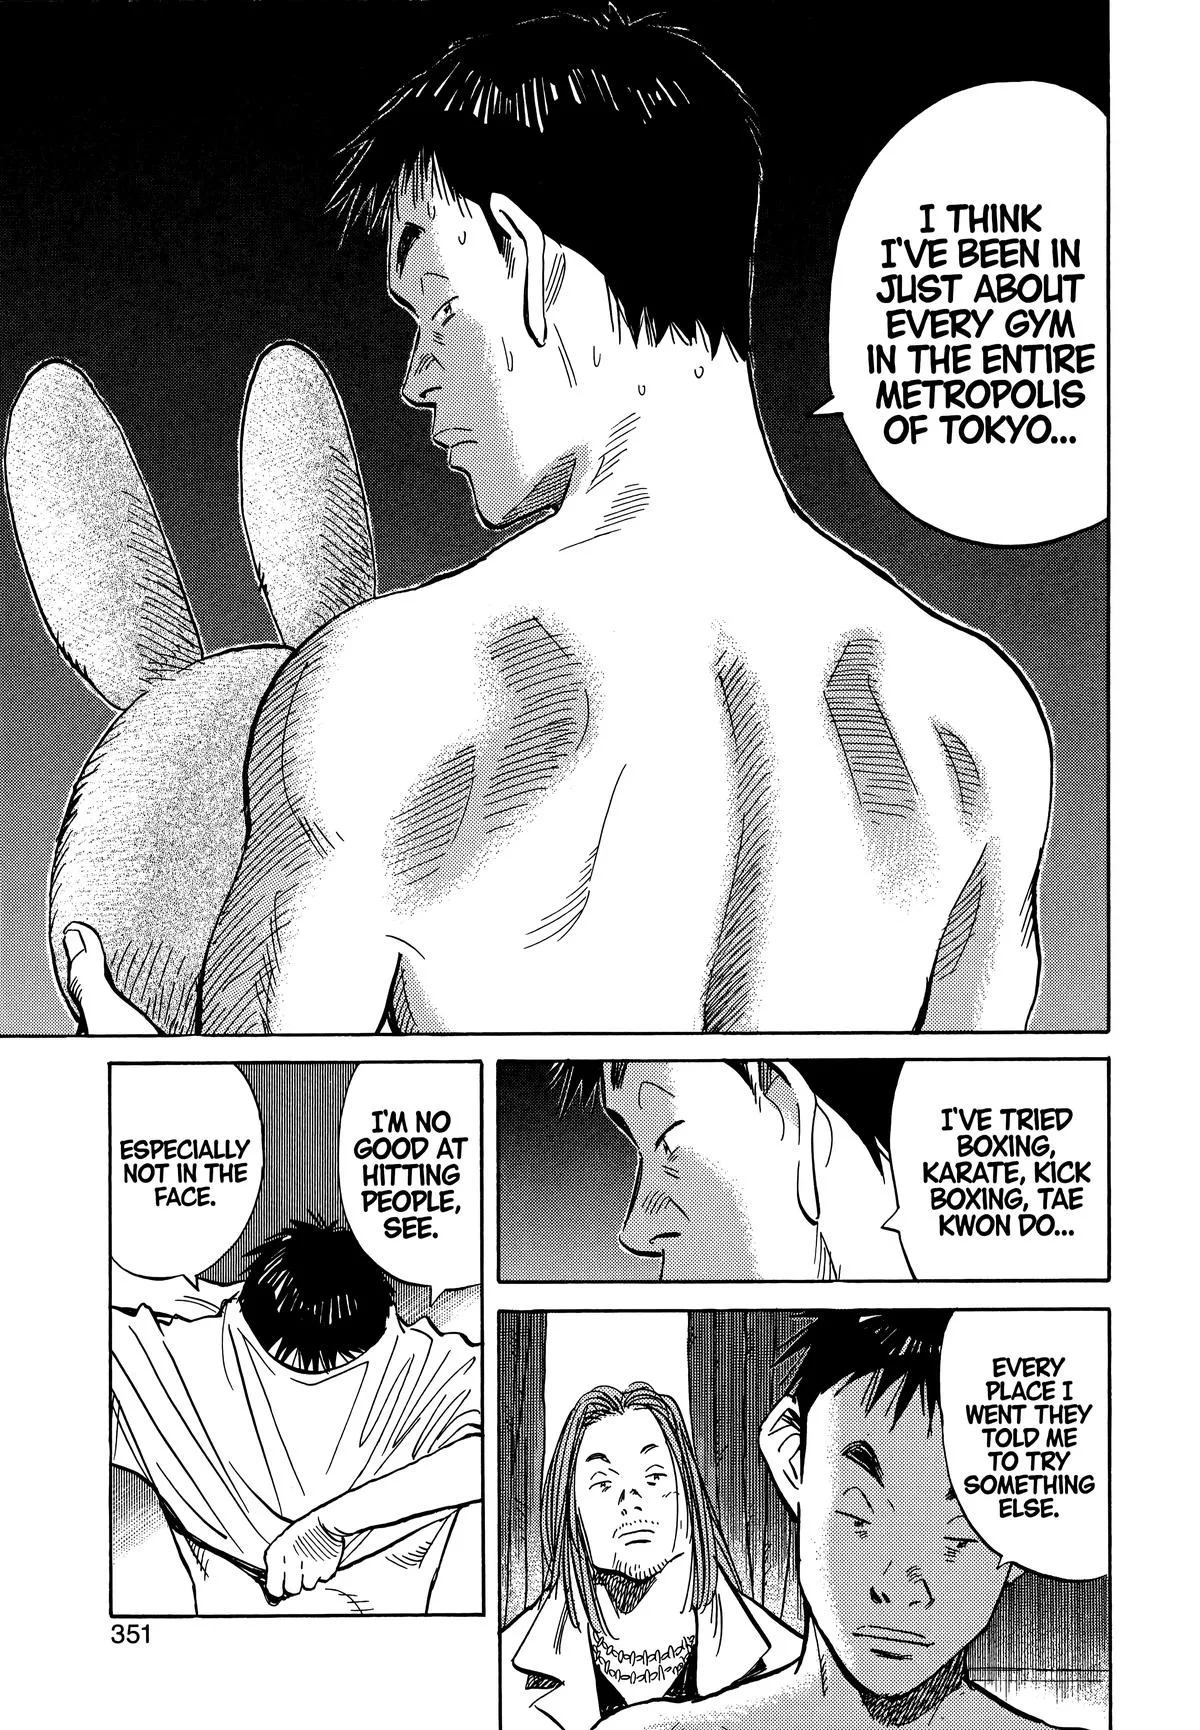 I THINK
I'VE BEEN IN
JUST ABOUT
EVERY GYM
IN THE ENTIRE
METROPOLIS
OF TOKYO...
I'VE TRIED
BOXING,
KARATE, KICK
BOXING, TAE
KWON DO...
EVERY
PLACE I
WENT THEY
TOLD ME
TO TRY
SOMETHING
ELSE.
I'M NO
GOOD AT
HITTING
PEOPLE,
SEE.
ESPECIALLY
NOT IN THE
FACE.
351